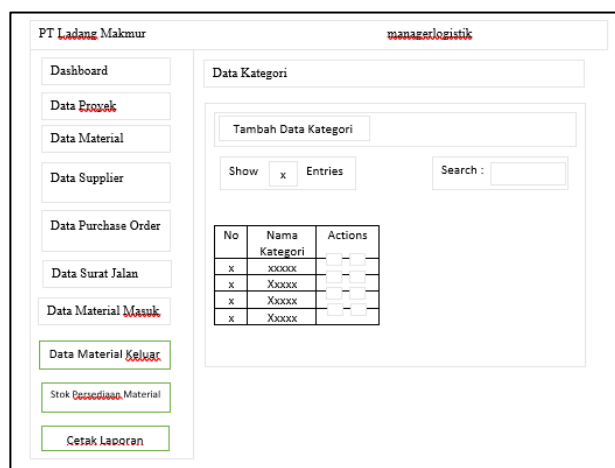 PT Ladang Makmur managerlogistik
Dashboard
Data Proyek
Data Material
Data Supplier
Data Purchase Order
Data Surat Jalan
Data Material Masuk
Data Material Keluar
Stok Persediaan Material
Cetak Laporan
Data Kategori
Tambah Data Kategori
Show x Entries Search :
No Nama Kategori Actions
x xxxxx
x Xxxxx
x Xxxxx
x Xxxxx